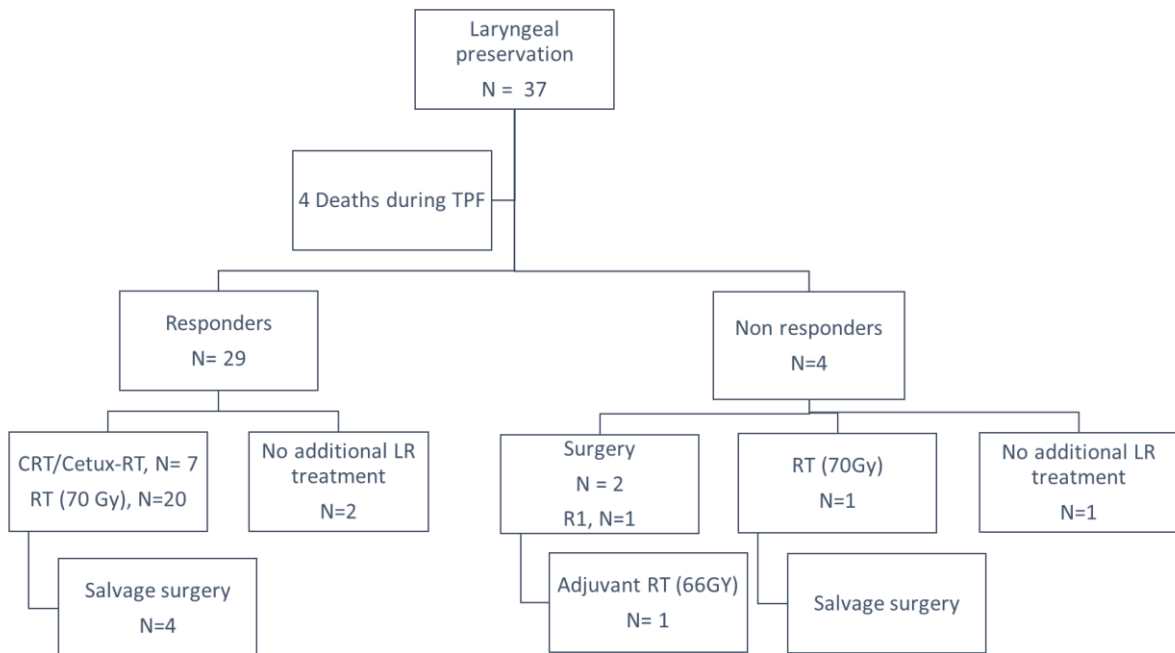 Laryngeal
preservation
N = 37
4 Deaths during TPF
Responders
N= 29
Non responders
N=4
CRT/Cetux-RT, N= 7
RT (70 Gy), N=20
No additional LR
treatment
N=2
Surgery
N = 2
R1, N=1
RT (70Gy)
N=1
No additional LR
treatment
N=1
Salvage surgery
N=4
Adjuvant RT (66GY)
N= 1
Salvage surgery